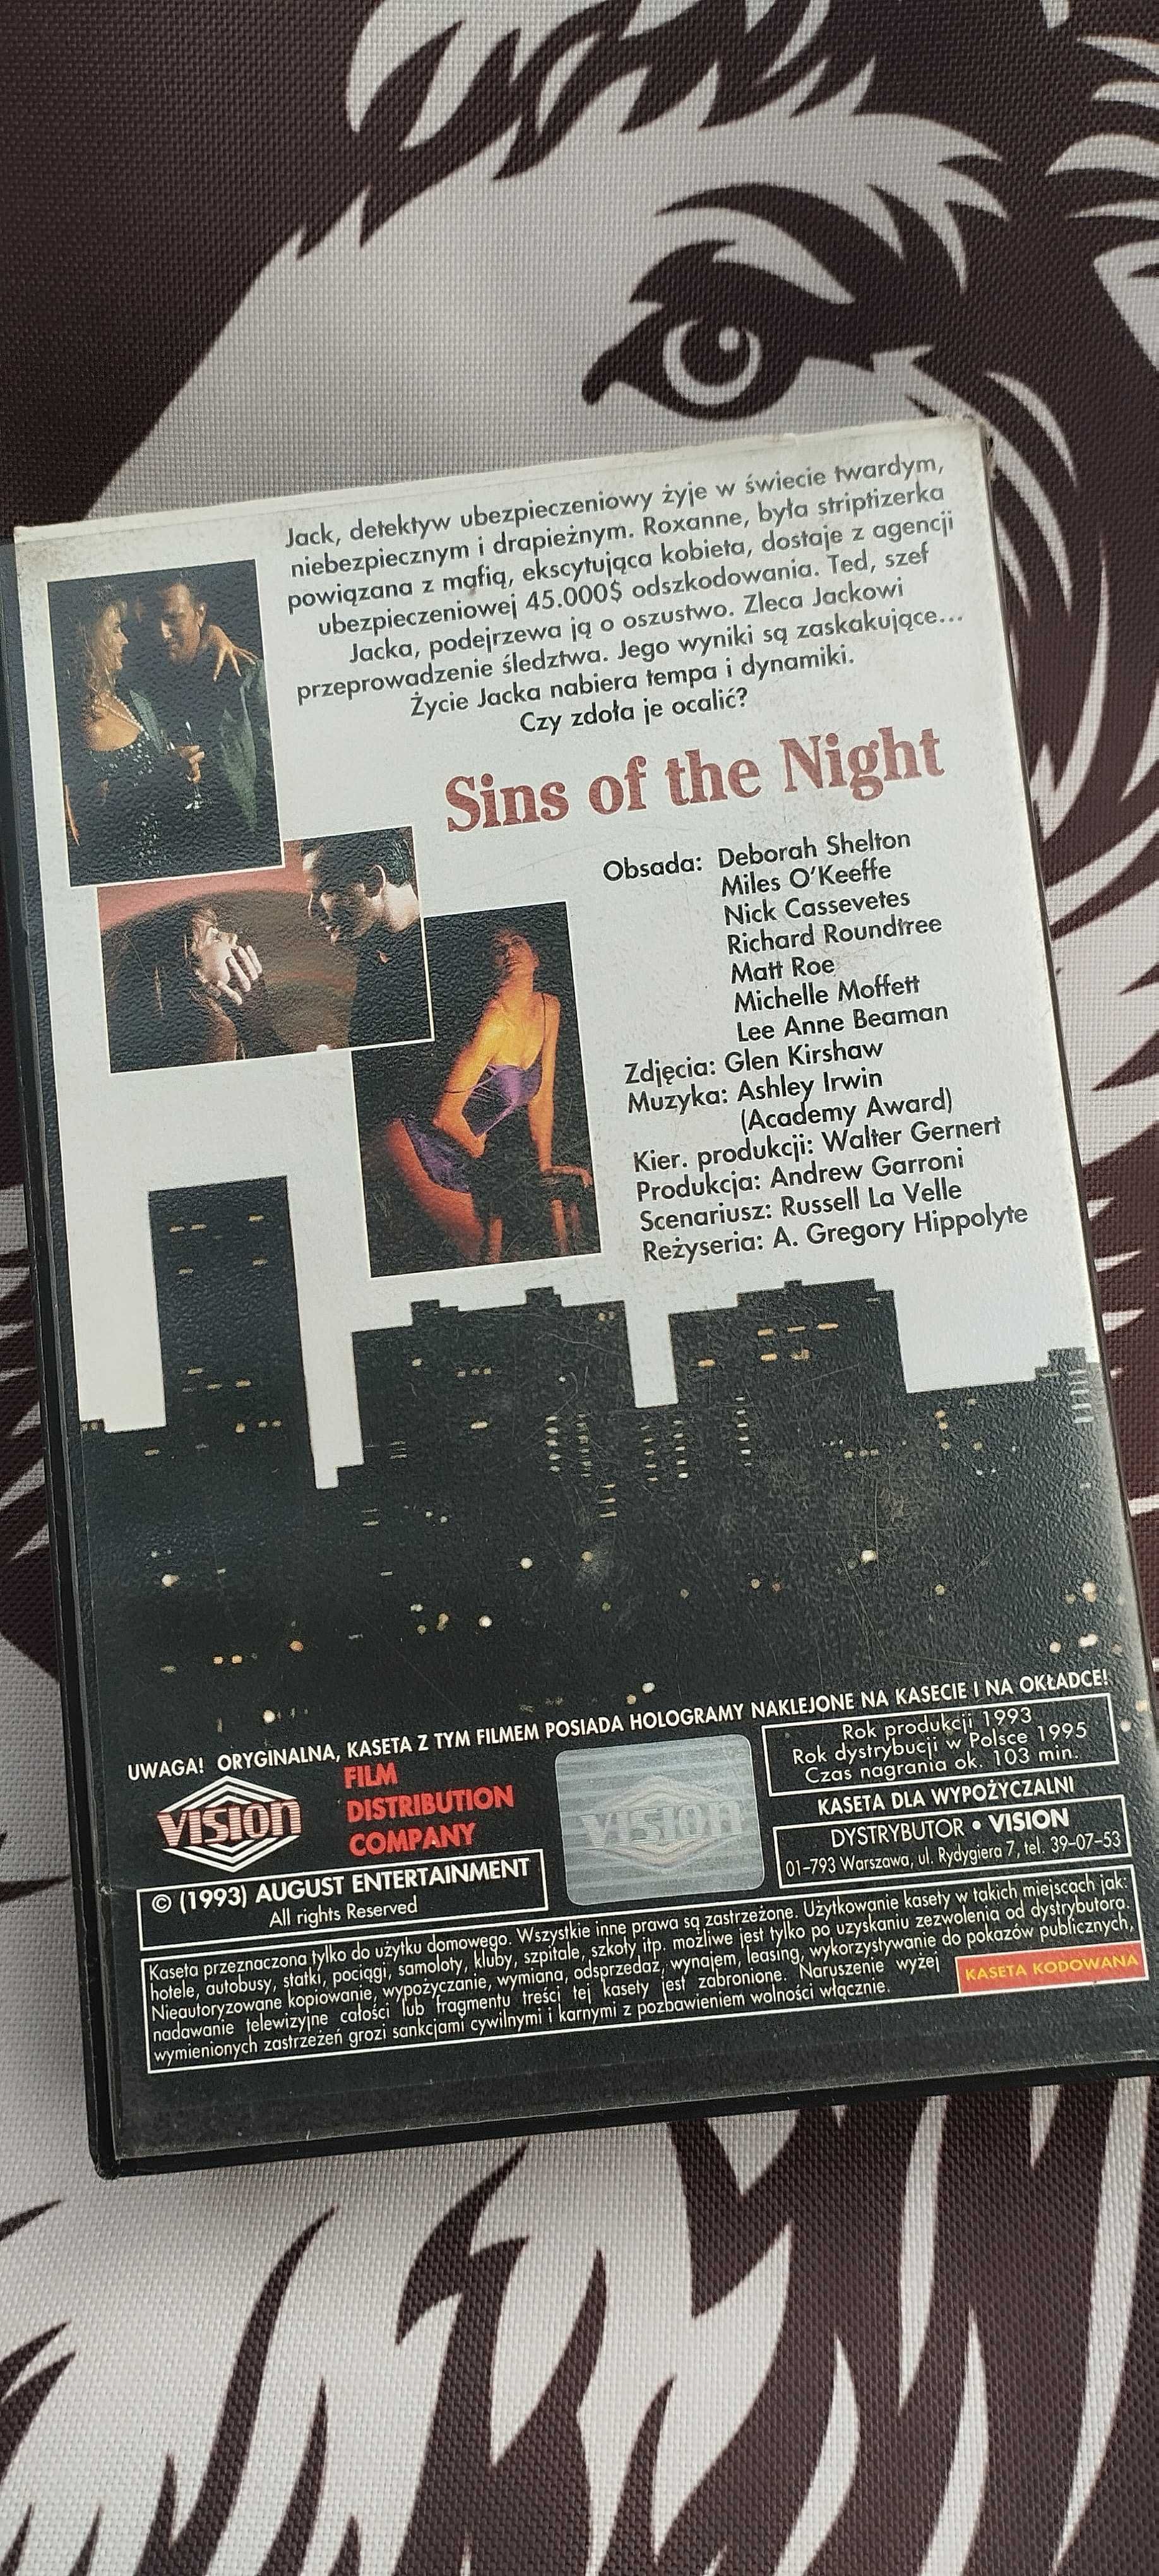 Jack, detektyw ubezpieczeniowy żyje w świecie twardym,
niebezpiecznym i drapieżnym. Roxanne, była striptizerka
powiązana z mafią, ekscytująca kobieta, dostaje z agencji
ubezpieczeniowej 45.000$ odszkodowania. Ted, szef
Jacka, podejrzewa ją o oszustwo. Zleca Jackowi
przeprowadzenie śledztwa. Jego wyniki są zaskakujące...
Życie Jacka nabiera tempa i dynamiki.
Czy zdoła je ocalić?
Sins of the Night
Obsada: Deborah Shelton
Miles O'Keeffe
Nick Cassevetes
Richard Roundtree
Matt Roe
Michelle Moffett
Lee Anne Beaman
Zdjęcia: Glen Kirshaw
Muzyka: Ashley Irwin
(Academy Award)
Kier. produkcji: Walter Gernert
Produkcja: Andrew Garroni
Scenariusz: Russell La Velle
Reżyseria: A. Gregory Hippolyte
UWAGA! ORYGINALNA, KASETA Z TYM FILMEM POSIADA HOLOGRAMY NAKLEJONE NA KASECIE I NA OKŁADCE!
VISION
FILM
DISTRIBUTION
COMPANY
© (1993) AUGUST ENTERTAINMENT
All rights Reserved
VISION
Rok produkcji 1993
Rok dystrybucji w Polsce 1995
Czas nagrania ok. 103 min.
KASETA DLA WYPOŻYCZALNI
DYSTRYBUTOR • VISION
01-793 Warszawa, ul. Rydygiera 7, tel. 39-07-53
Kaseta przeznaczona tylko do użytku domowego. Wszystkie inne prawa są zastrzeżone. Użytkowanie kasety w takich miejscach jak:
hotele, autobusy, statki, pociągi, samoloty, kluby, szpitale, szkoły itp. możliwe jest tylko po uzyskaniu zezwolenia od dystrybutora.
Nieautoryzowane kopiowanie, wypożyczanie, wymiana, odsprzedaż, wynajem, leasing, wykorzystywanie do pokazów publicznych,
nadawanie telewizyjne całości lub fragmentu treści tej kasety jest zabronione. Naruszenie wyżej
wymienionych zastrzeżeń grozi sankcjami cywilnymi i karnymi z pozbawieniem wolności włącznie.
KASETA KODOWANA